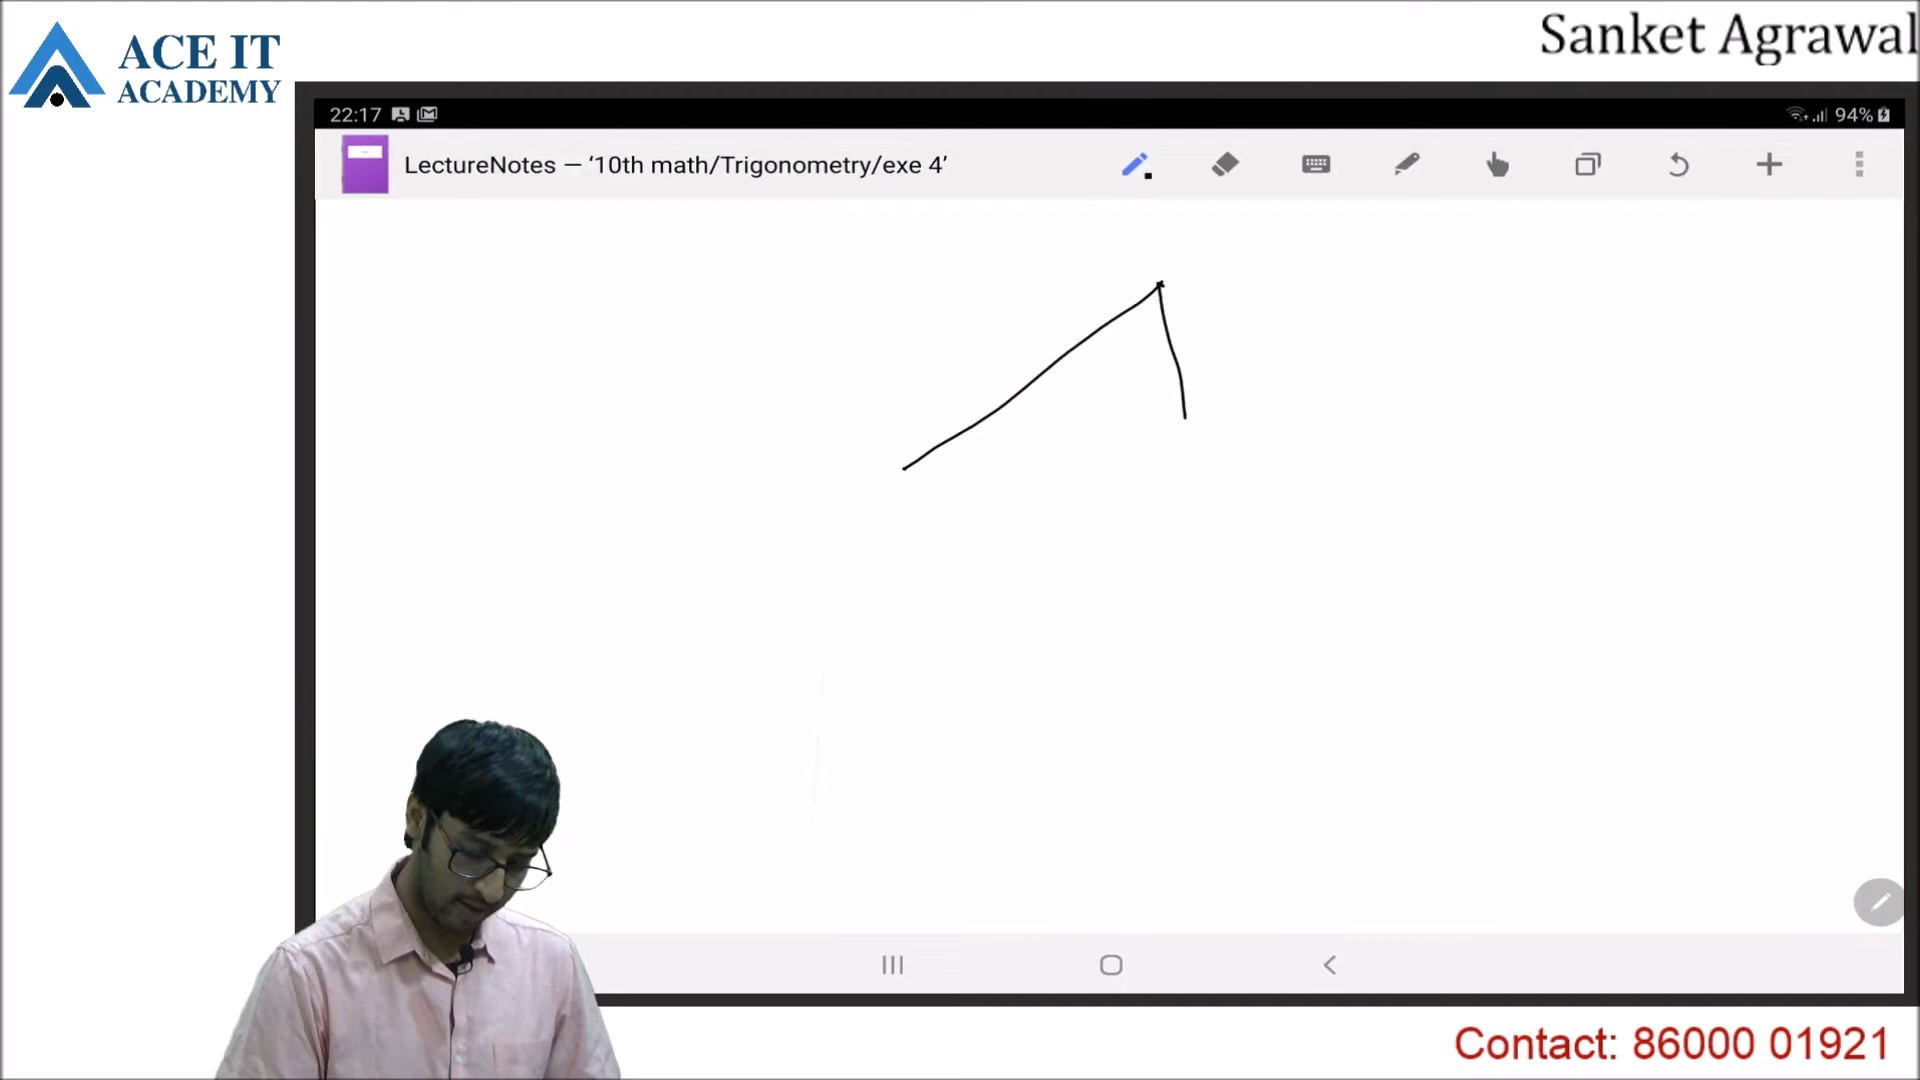 ACE IT
ACADEMY
Sanket Agrawal
22:17
94%
LectureNotes — ‘10th math/Trigonometry/exe 4’
Contact: 86000 01921